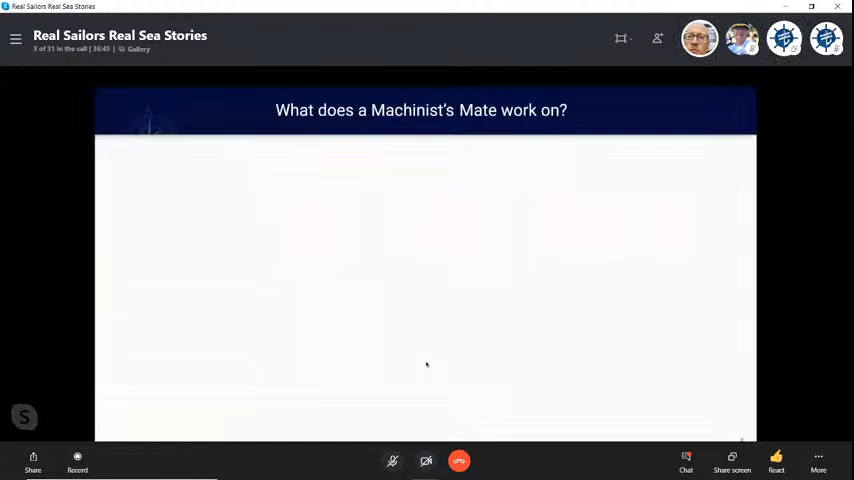 Real Sailors Real Sea Stories
Real Sailors Real Sea Stories
3 of 31 in the call | 36:45 | Gallery
What does a Machinist's Mate work on?
S
Share
Record
Chat
Share screen
React
More